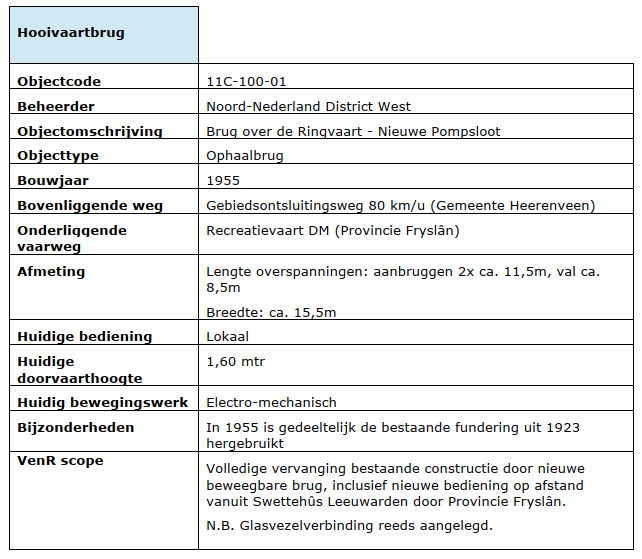 Hooivaartbrug
Objectcode 11C-100-01
Beheerder Noord-Nederland District West
Objectomschrijving Brug over de Ringvaart - Nieuwe Pompsloot
Objecttype Ophaalbrug
Bouwjaar 1955
Bovenliggende weg Gebiedsontsluitingsweg 80 km/u (Gemeente Heerenveen)
Onderliggende Recreatievaart DM (Provincie Fryslân)
vaarweg
Afmeting Lengte overspanningen: aanbruggen 2x ca. 11,5m, val ca.
8,5m
Breedte: ca. 15,5m
Huidige bediening Lokaal
Huidige 1,60 mtr
doorvaarthoogte
Huidig bewegingswerk Electro-mechanisch
Bijzonderheden In 1955 is gedeeltelijk de bestaande fundering uit 1923
hergebruikt
VenR scope
Volledige vervanging bestaande constructie door nieuwe
beweegbare brug, inclusief nieuwe bediening op afstand
vanuit Swettehûs Leeuwarden door Provincie Fryslân.
N.B. Glasvezelverbinding reeds aangelegd.